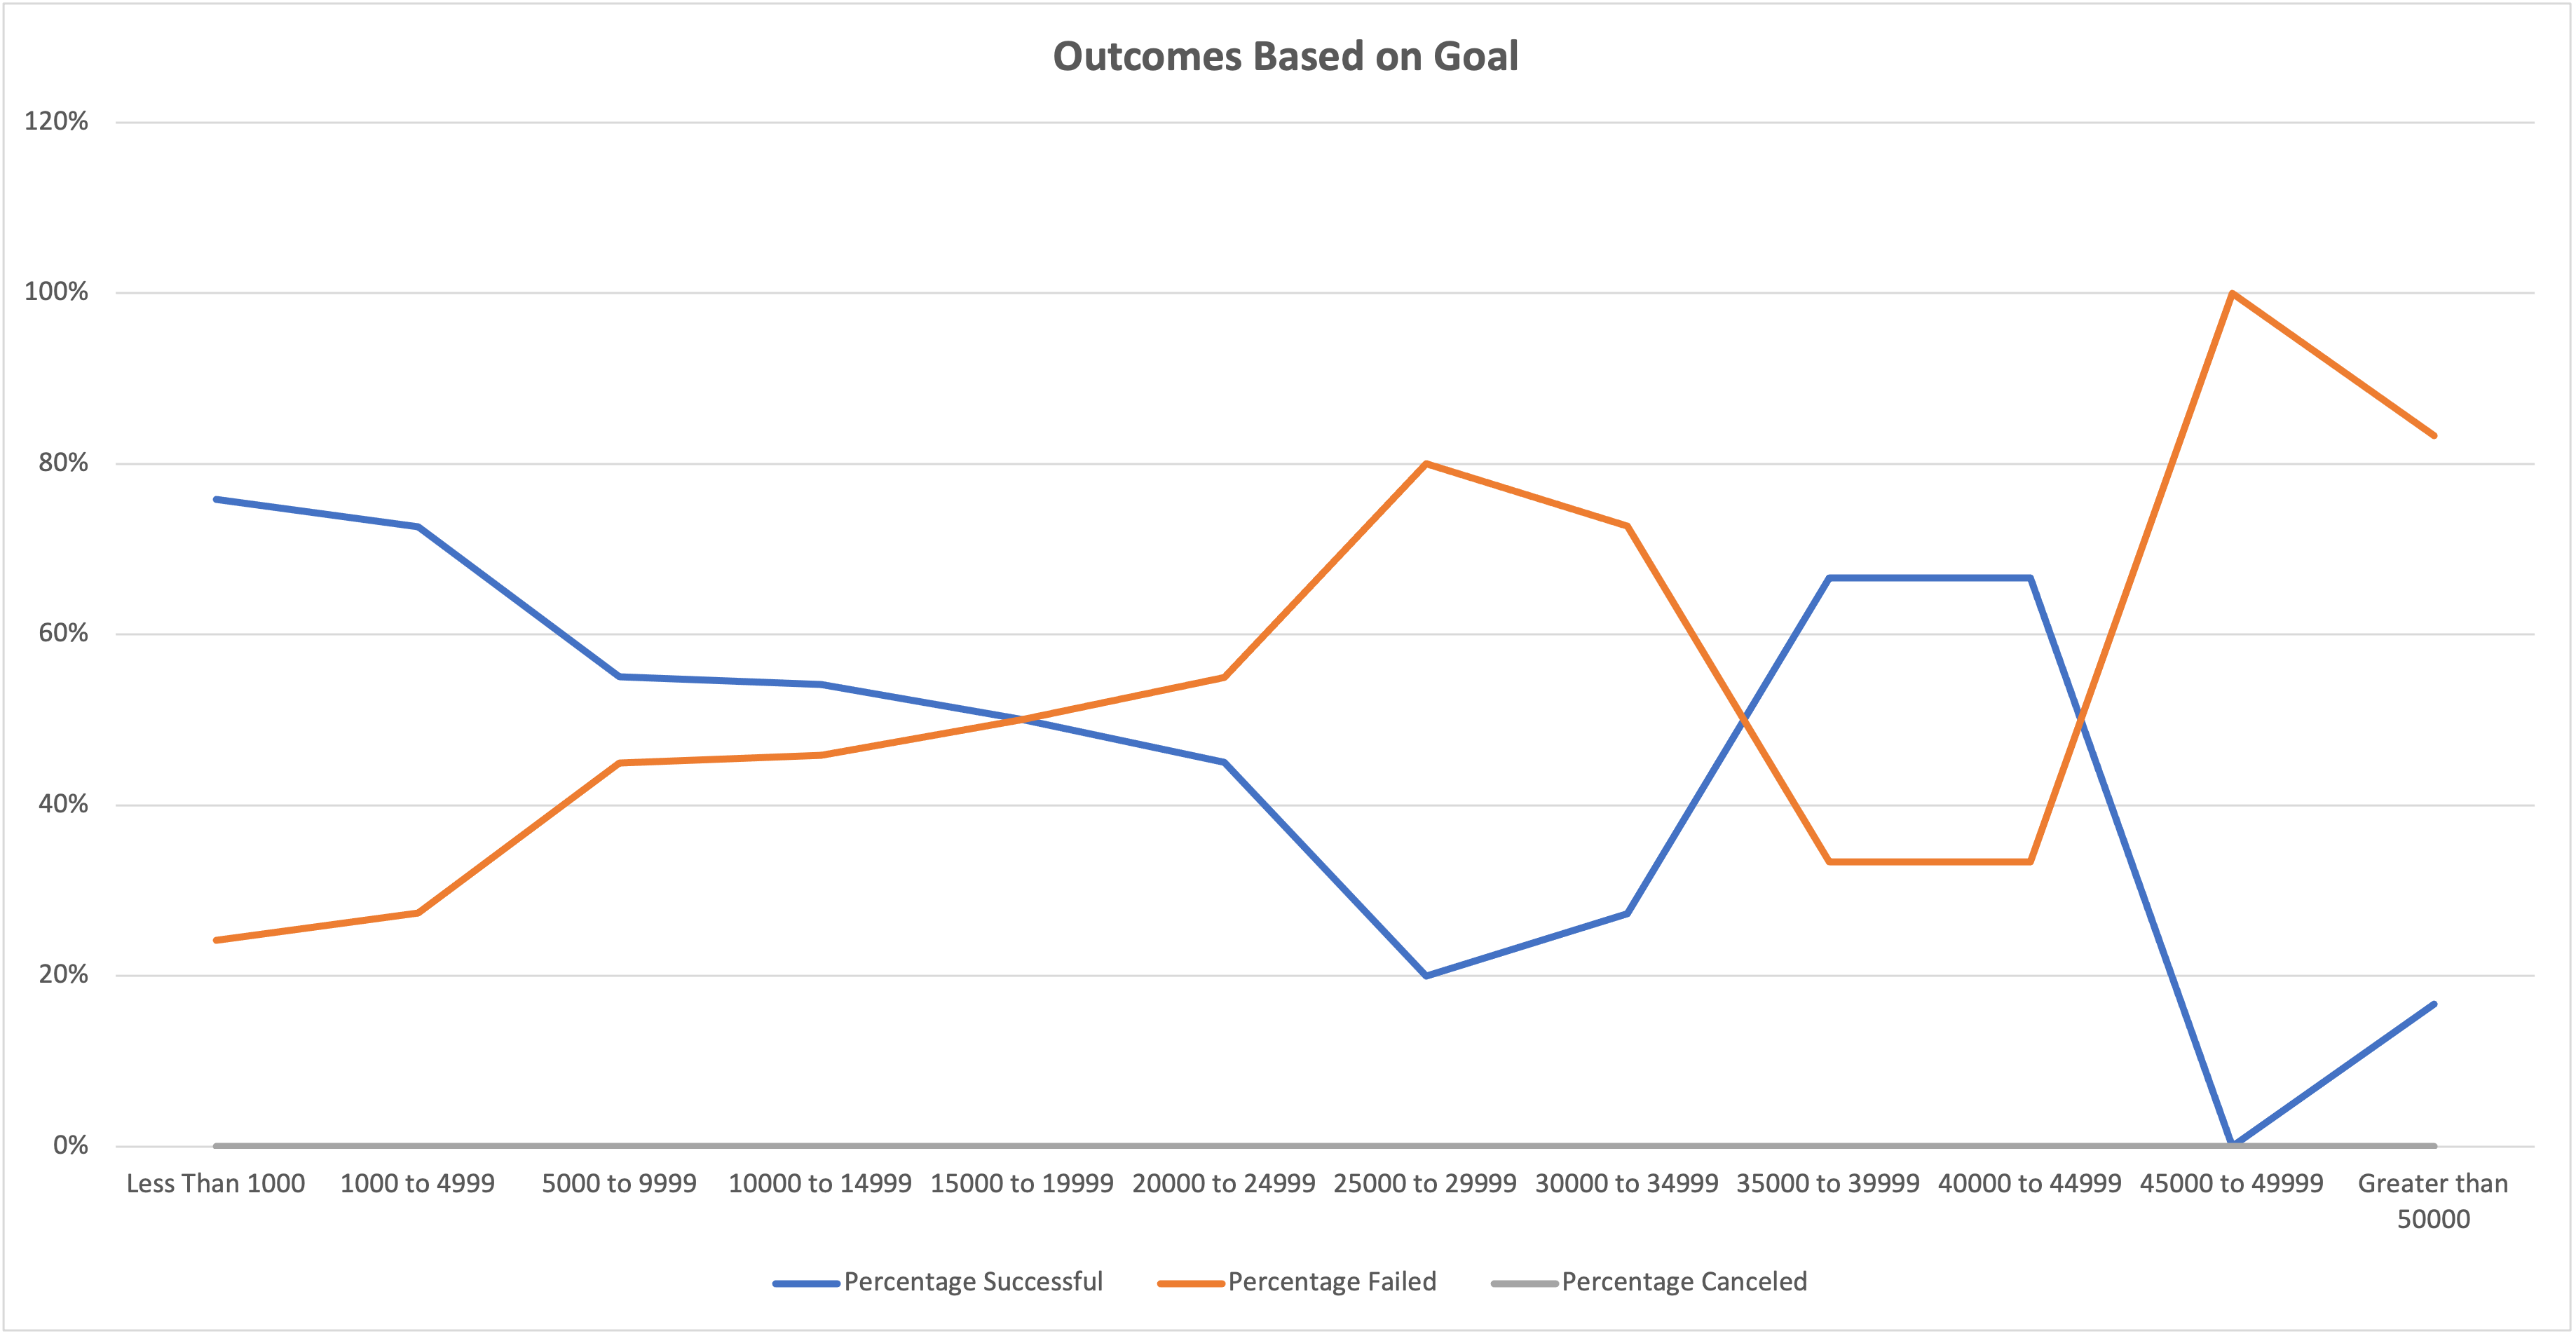 Outcomes Based on Goal
120%
100%
80%
60%
40%
20%
0%
Less Than 1000
1000 to 4999
5000 to 9999
10000 to 14999
15000 to 19999
20000 to 24999
25000 to 29999
30000 to 34999
35000 to 39999
40000 to 44999
45000 to 49999
Greater than
50000
Percentage Successful
Percentage Failed
Percentage Canceled